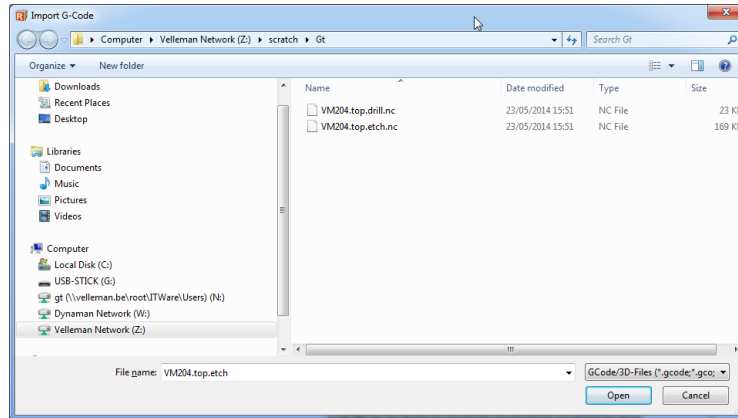 Import G-Code
Computer Velleman Network (Z:) scratch Gt
Search Gt
Organize New folder
Name Date modified Type Size
Downloads
Recent Places
Desktop
Libraries
Documents
Music
Pictures
Videos
Computer
Local Disk (C:)
USB-STICK (G:)
gt (\\velleman.be\root\ITWare\Users) (N:)
Dynaman Network (W:)
Velleman Network (Z:)
VM204.top.drill.nc 23/05/2014 15:51 NC File 23 K
VM204.top.etch.nc 23/05/2014 15:51 NC File 169 K
File name: VM204.top.etch
GCode/3D-Files (*.gcode;*.gco;
Open Cancel